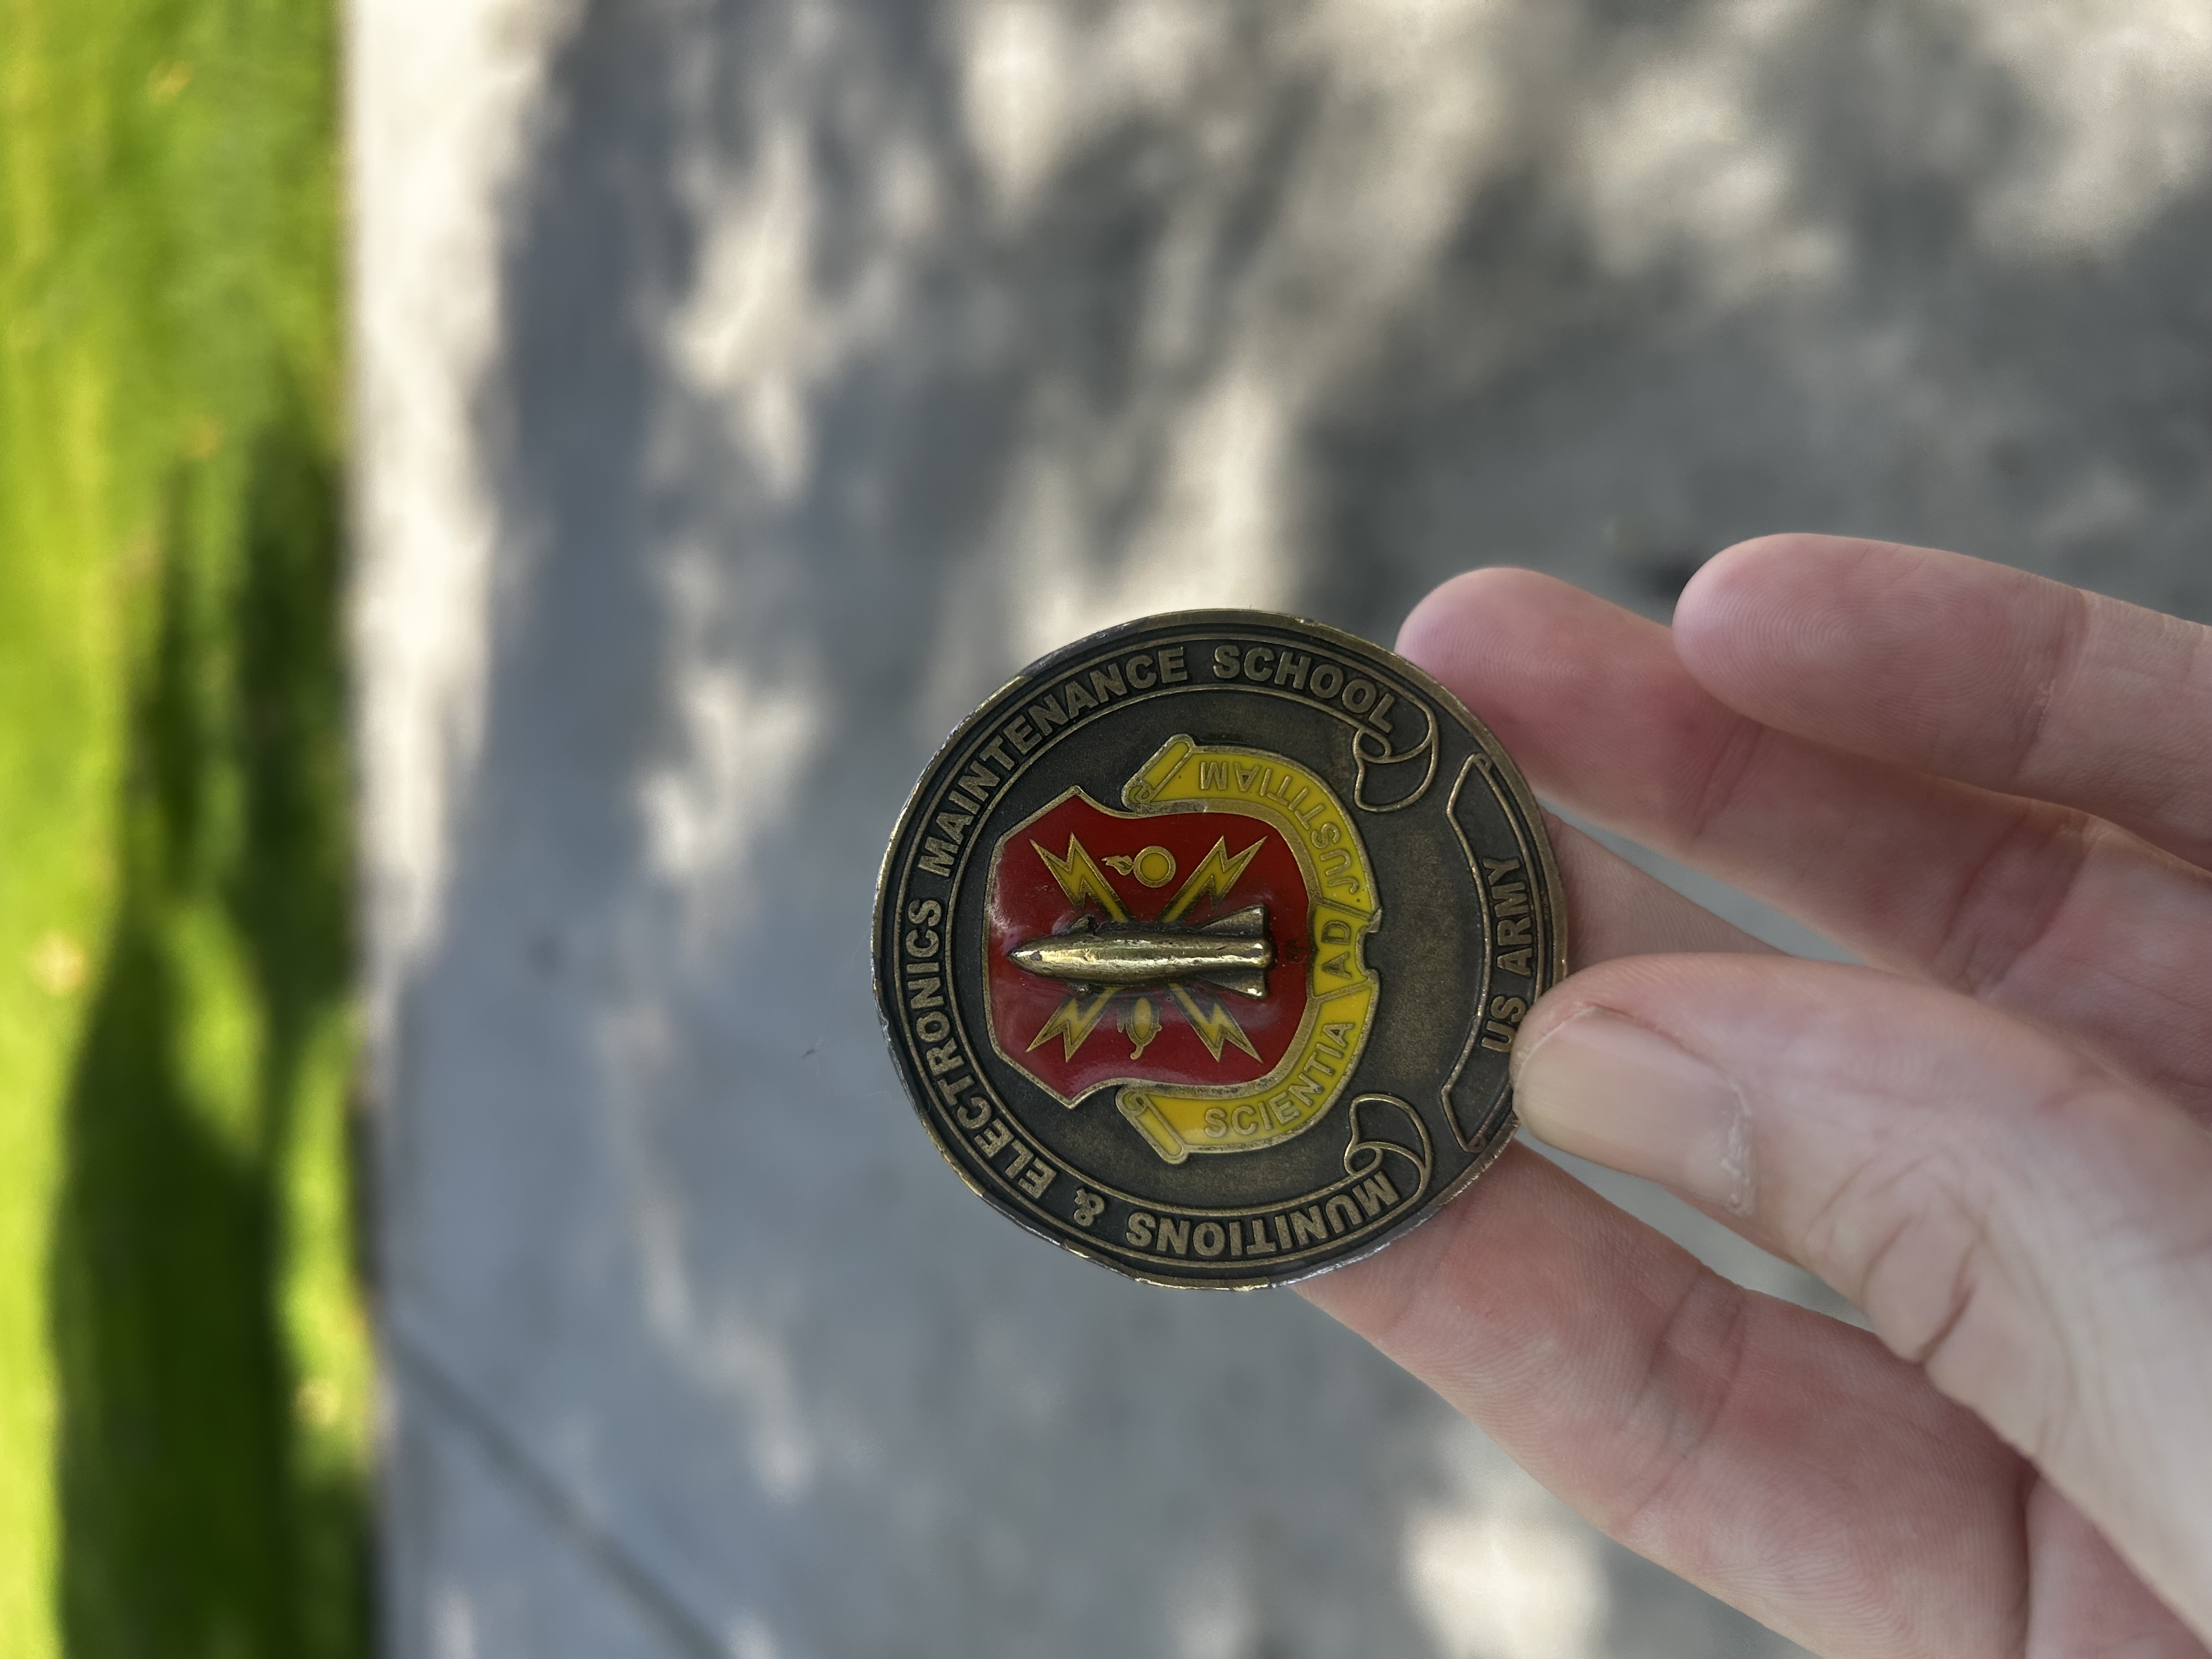 MUNITIONS & ELECTRONICS MAINTENANCE SCHOOL
SCIENTIA AD JUSTITIAM
US ARMY